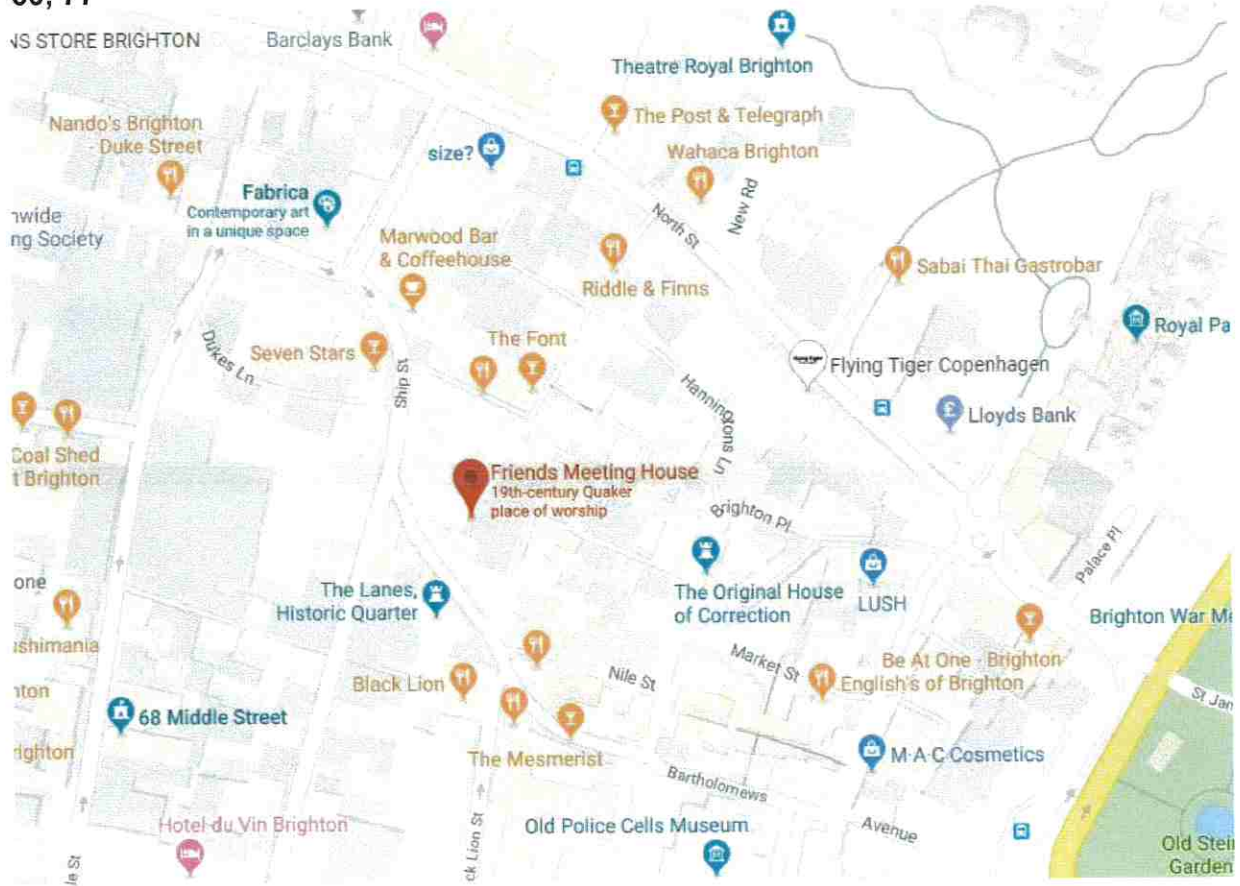 NS STORE BRIGHTON
Barclays Bank
Theatre Royal Brighton
The Post & Telegraph
Nando's Brighton
Duke Street
size?
Wahaca Brighton
Fabrica
Contemporary art
in a unique space
New Rd
North St
nwide
ng Society
Marwood Bar
& Coffeehouse
Riddle & Finns
Sabai Thai Gastrobar
Royal Pa
Dukes Ln
Seven Stars
The Font
Ship St
Flying Tiger Copenhagen
Hanningtons Ln
Lloyds Bank
Coal Shed
t Brighton
Friends Meeting House
19th-century Quaker
place of worship
Brighton Pl
Palace Pl
one
The Lanes,
Historic Quarter
The Original House
of Correction
LUSH
Brighton War Me
ushimania
Nile St
Market St
Be At One - Brighton
English's of Brighton
Black Lion
nton
68 Middle Street
St Jam
righton
The Mesmerist
M·A·C Cosmetics
Bartholomews
Hotel du Vin Brighton
Old Police Cells Museum
Avenue
Old Stei
Garden
le St
ck Lion St